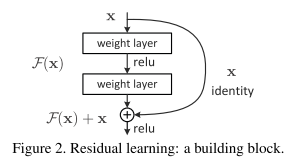 x
weight layer
F(x)
relu
x
weight layer
identity
F(x) + x
+
relu
Figure 2. Residual learning: a building block.